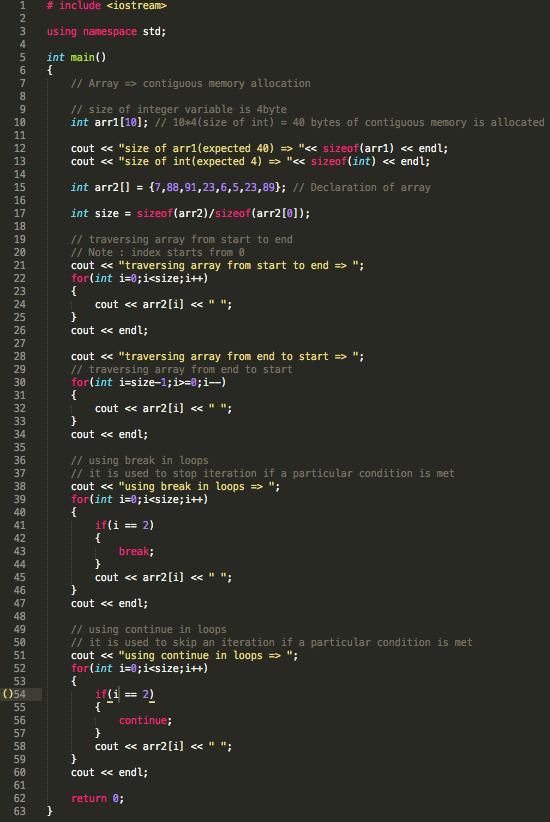 1 # include <iostream>
2
3 using namespace std;
4
5 int main()
6 {
7 // Array => contiguous memory allocation
8
9 // size of integer variable is 4byte
10 int arr1[10]; // 10*4(size of int) = 40 bytes of contiguous memory is allocated
11
12 cout << "size of arr1(expected 40) => "<< sizeof(arr1) << endl;
13 cout << "size of int(expected 4) => "<< sizeof(int) << endl;
14
15 int arr2[] = {7,88,91,23,6,5,23,89}; // Declaration of array
16
17 int size = sizeof(arr2)/sizeof(arr2[0]);
18
19 // traversing array from start to end
20 // Note : index starts from 0
21 cout << "traversing array from start to end => ";
22 for(int i=0;i<size;i++)
23 {
24 cout << arr2[i] << " ";
25 }
26 cout << endl;
27
28 cout << "traversing array from end to start => ";
29 // traversing array from end to start
30 for(int i=size-1;i>=0;i--)
31 {
32 cout << arr2[i] << " ";
33 }
34 cout << endl;
35
36 // using break in loops
37 // it is used to stop iteration if a particular condition is met
38 cout << "using break in loops => ";
39 for(int i=0;i<size;i++)
40 {
41 if(i == 2)
42 {
43 break;
44 }
45 cout << arr2[i] << " ";
46 }
47 cout << endl;
48
49 // using continue in loops
50 // it is used to skip an iteration if a particular condition is met
51 cout << "using continue in loops => ";
52 for(int i=0;i<size;i++)
53 {
()54 if(i == 2)
55 {
56 continue;
57 }
58 cout << arr2[i] << " ";
59 }
60 cout << endl;
61
62 return 0;
63 }